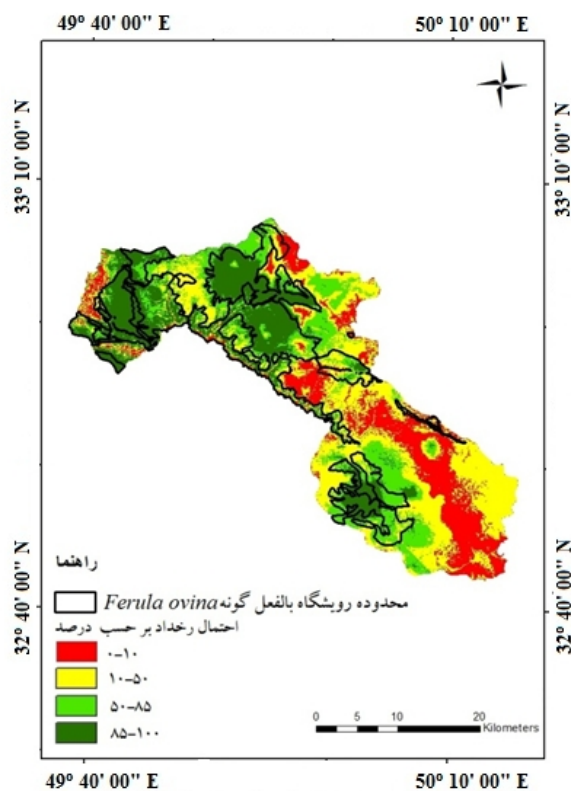 49° 40' 00" E
50° 10' 00" E
33° 10' 00" N
33° 10' 00" N
32° 40' 00" N
32° 40' 00" N
راهنما
محدوده رویشگاه بالفعل گونه Ferula ovina
احتمال رخداد بر حسب درصد
۰-۱۰
۱۰-۵۰
۵۰-۸۵
۸۵-۱۰۰
0 5 10 20
Kilometers
49° 40' 00" E
50° 10' 00" E